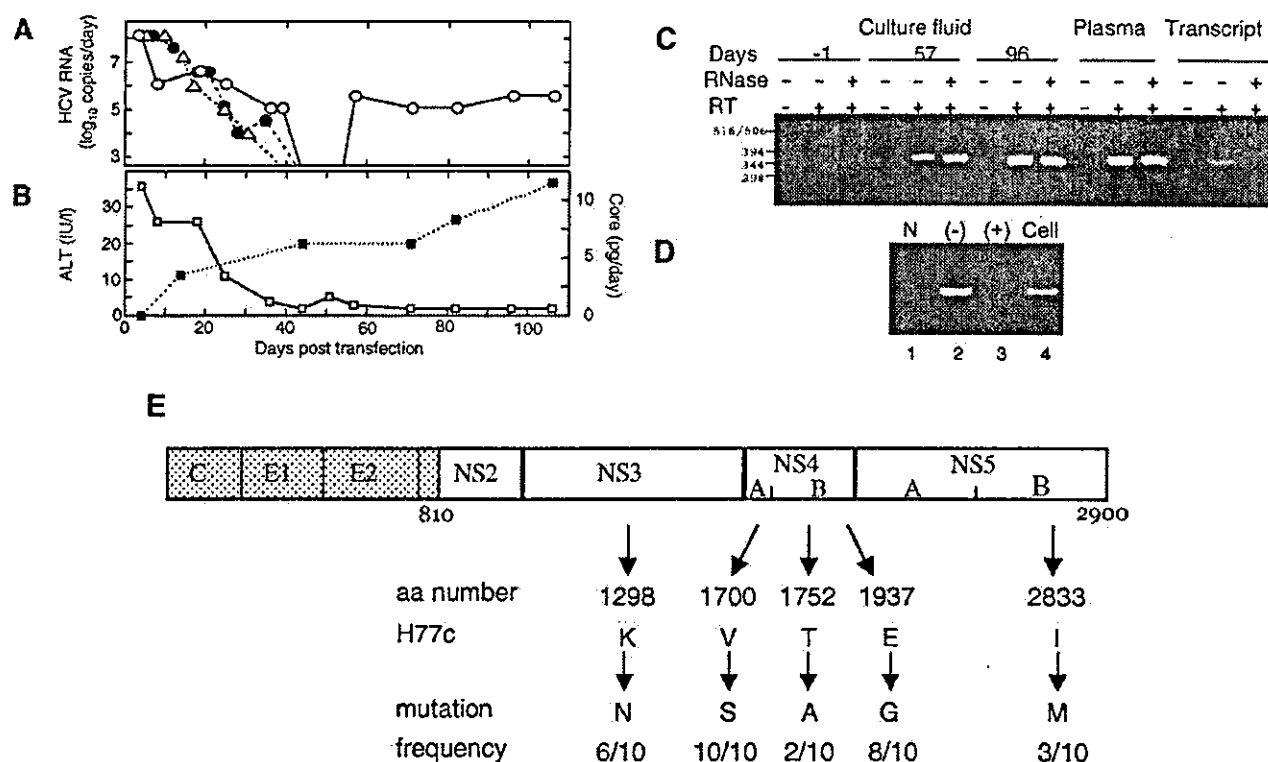 A
HCV RNA
(log10 copies/day)
7
5
3
B
ALT (IU/l)
30
20
10
0
10
5
0
Core (pg/day)
0 20 40 60 80 100
Days post transfection
C
Culture fluid Plasma Transcript
Days -1 57 96
RNase - - + - - + - - + - - + - - +
RT - + + - + + - + + - + + - + +
516/506
394
344
298
D
N (-) (+) Cell
1 2 3 4
E
C E1 E2 NS2 NS3 NS4 NS5
A B A B
810 2900
aa number 1298 1700 1752 1937 2833
H77c K V T E I
mutation N S A G M
frequency 6/10 10/10 2/10 8/10 3/10